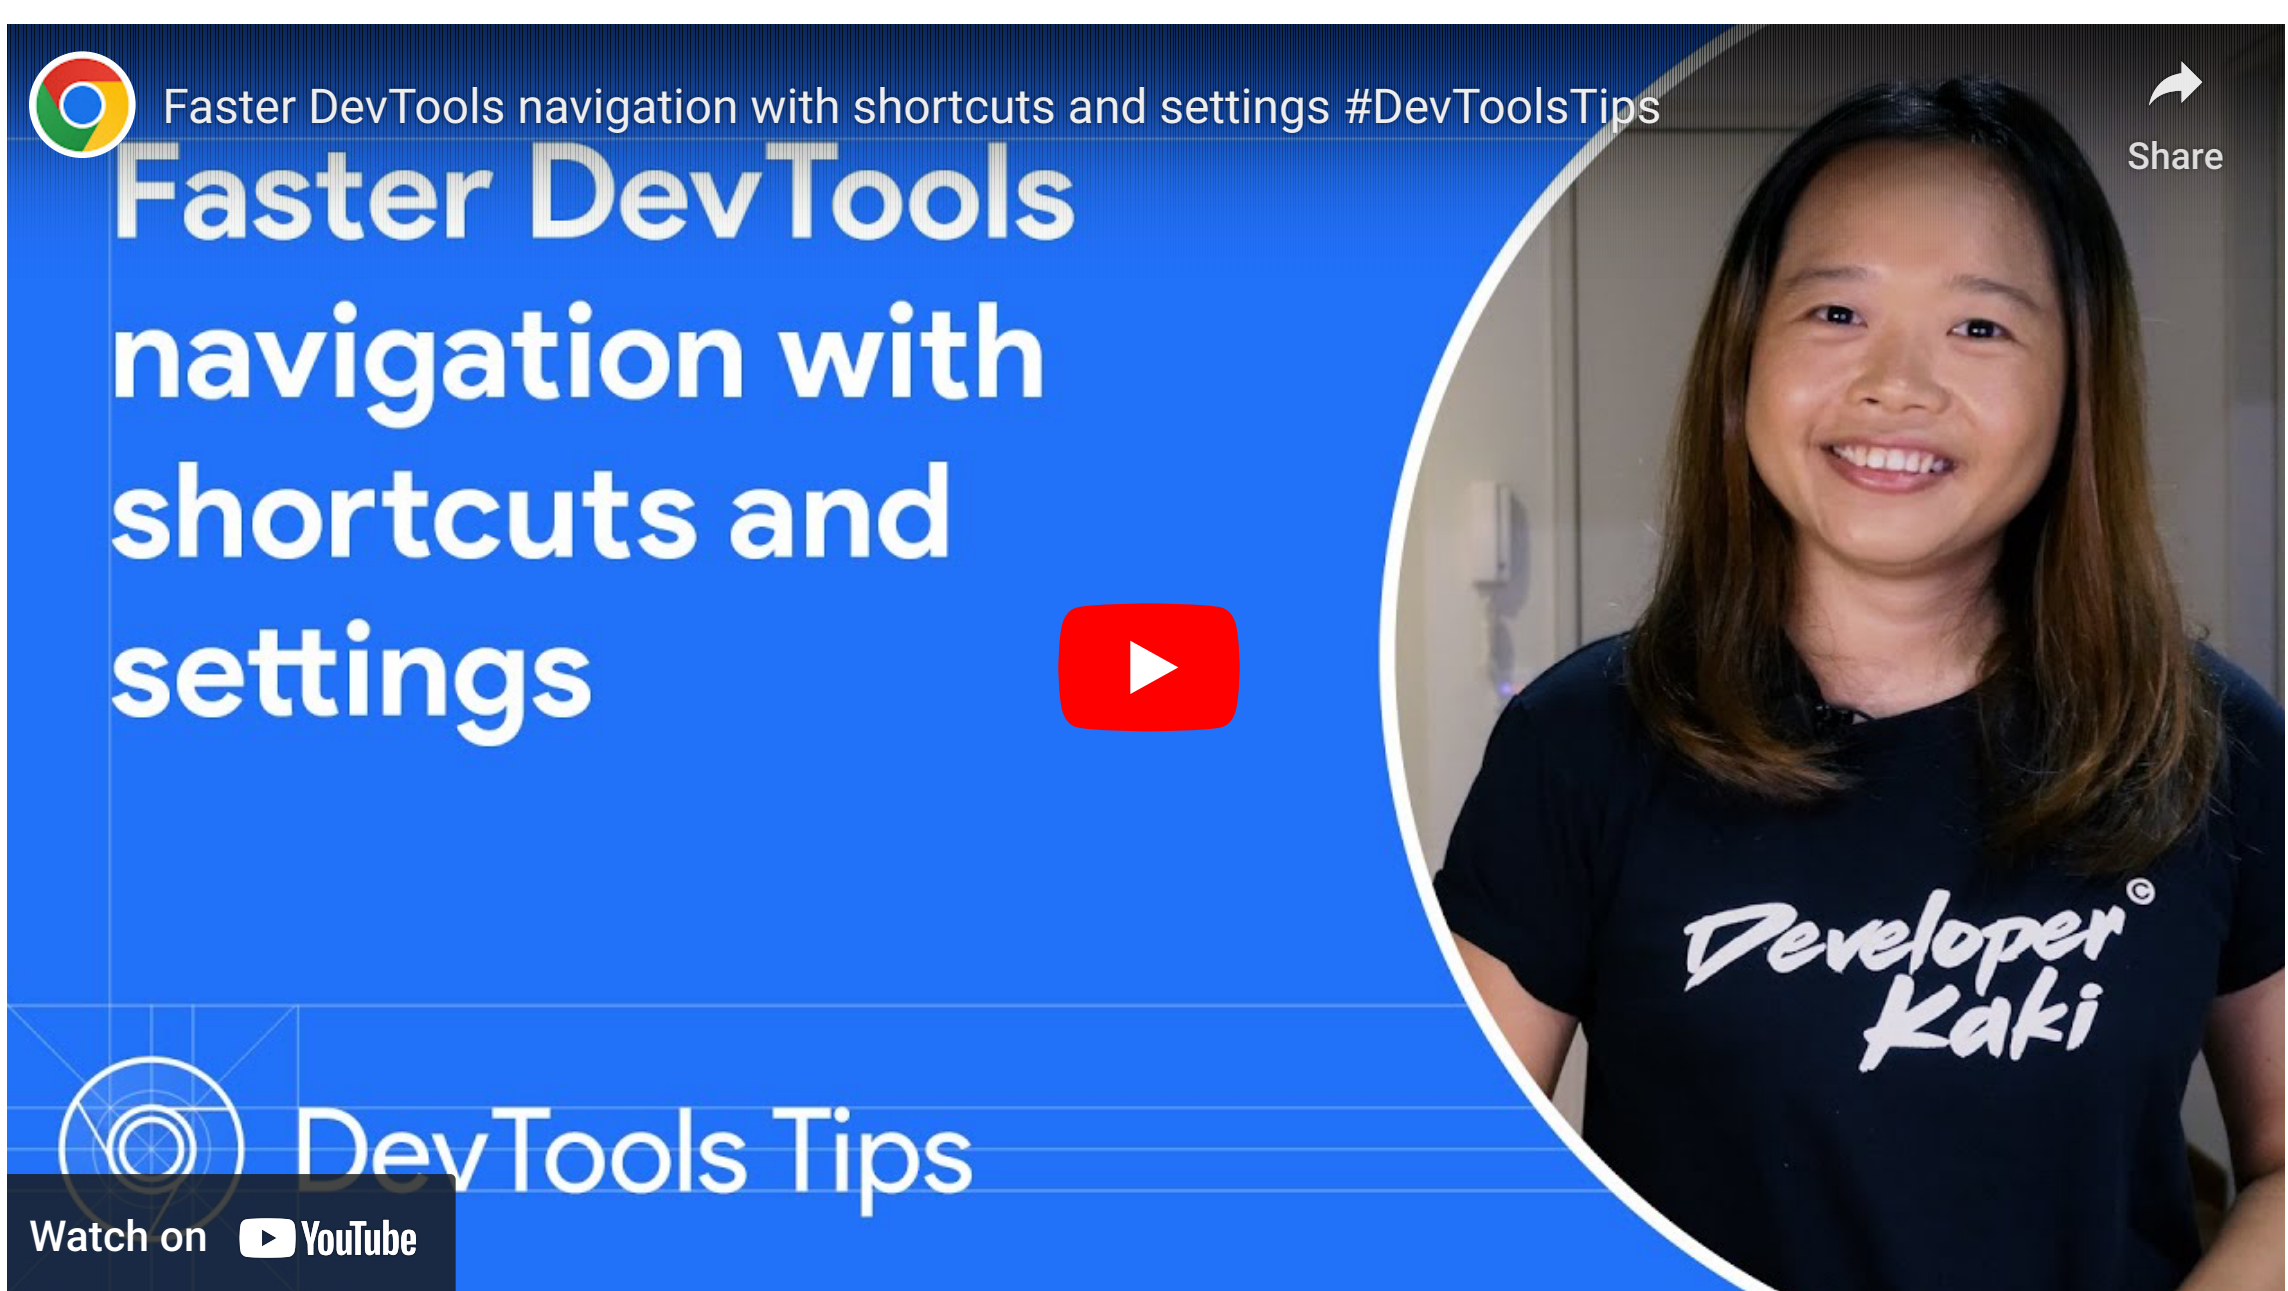 Faster DevTools navigation with shortcuts and settings #DevToolsTips
Share
Faster DevTools
navigation with
shortcuts and
settings
Developer©
Kaki
DevTools Tips
Watch on YouTube